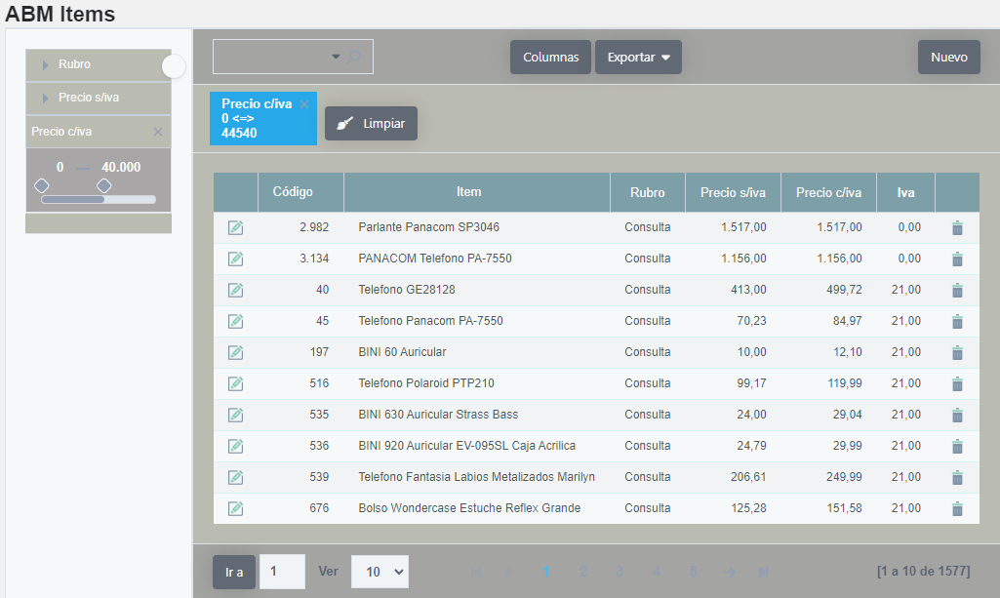 ABM Items
Rubro
Precio s/iva
Precio c/iva
0 — 40.000
Columnas Exportar Nuevo
Precio c/iva
0 <=>
44540
Limpiar
Código Item Rubro Precio s/iva Precio c/iva Iva
2.982 Parlante Panacom SP3046 Consulta 1.517,00 1.517,00 0,00
3.134 PANACOM Telefono PA-7550 Consulta 1.156,00 1.156,00 0,00
40 Telefono GE28128 Consulta 413,00 499,72 21,00
45 Telefono Panacom PA-7550 Consulta 70,23 84,97 21,00
197 BINI 60 Auricular Consulta 10,00 12,10 21,00
516 Telefono Polaroid PTP210 Consulta 99,17 119,99 21,00
535 BINI 630 Auricular Strass Bass Consulta 24,00 29,04 21,00
536 BINI 920 Auricular EV-095SL Caja Acrilica Consulta 24,79 29,99 21,00
539 Telefono Fantasia Labios Metalizados Marilyn Consulta 206,61 249,99 21,00
676 Bolso Wondercase Estuche Reflex Grande Consulta 125,28 151,58 21,00
Ir a 1 Ver 10 1 2 3 4 5 [1 a 10 de 1577]